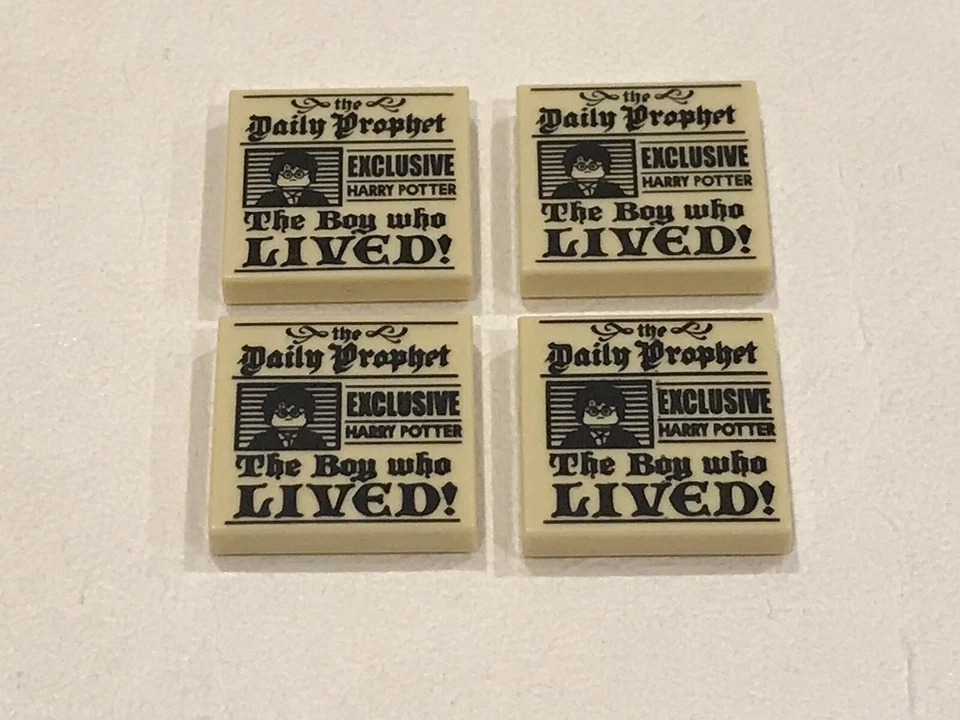 the
Daily Prophet
EXCLUSIVE
HARRY POTTER
The Boy who
LIVED!
the
Daily Prophet
EXCLUSIVE
HARRY POTTER
The Boy who
LIVED!
the
Daily Prophet
EXCLUSIVE
HARRY POTTER
The Boy who
LIVED!
the
Daily Prophet
EXCLUSIVE
HARRY POTTER
The Boy who
LIVED!